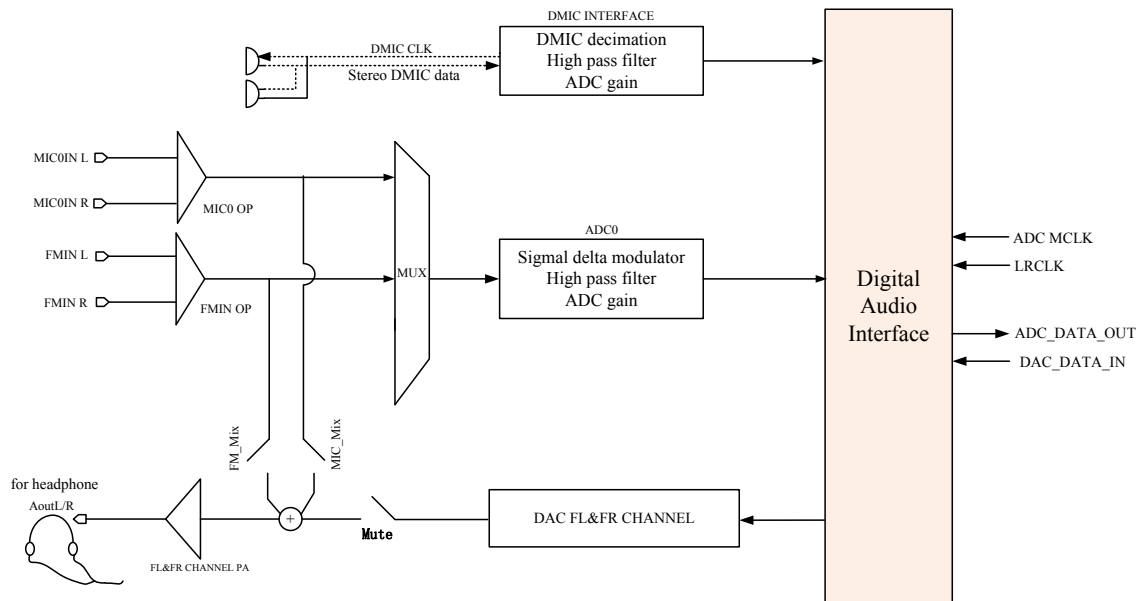 DMIC INTERFACE
DMIC CLK
Stereo DMIC data
DMIC decimation
High pass filter
ADC gain
MIC0IN L
MIC0IN R
MIC0 OP
FMIN L
FMIN R
FMIN OP
MUX
ADC0
Sigmal delta modulator
High pass filter
ADC gain
Digital
Audio
Interface
ADC MCLK
LRCLK
ADC_DATA_OUT
DAC_DATA_IN
FM_Mix
MIC_Mix
for headphone
AoutL/R
FL&FR CHANNEL PA
+
Mute
DAC FL&FR CHANNEL